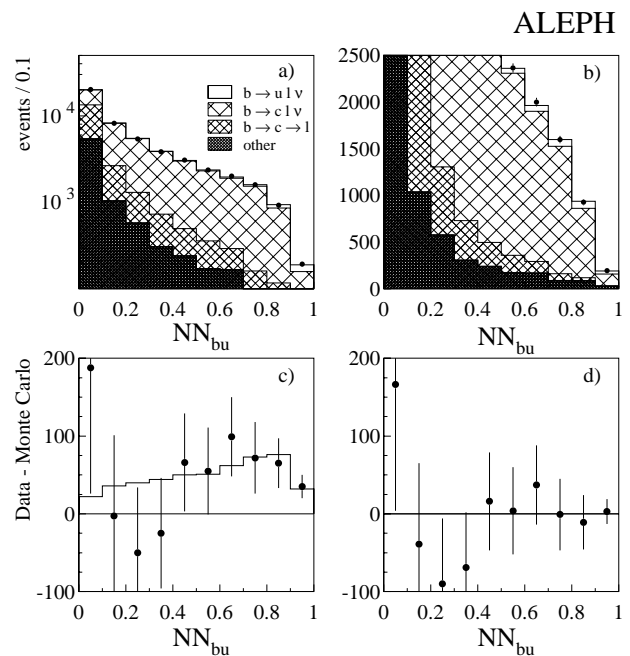 ALEPH
a)
b → u l ν
b → c l ν
b → c → l
other
events / 0.1
10^4
10^3
0 0.2 0.4 0.6 0.8 1
NN_bu
b)
2500
2000
1500
1000
500
0
0 0.2 0.4 0.6 0.8 1
NN_bu
c)
Data - Monte Carlo
200
100
0
-100
0 0.2 0.4 0.6 0.8 1
NN_bu
d)
200
100
0
-100
0 0.2 0.4 0.6 0.8 1
NN_bu